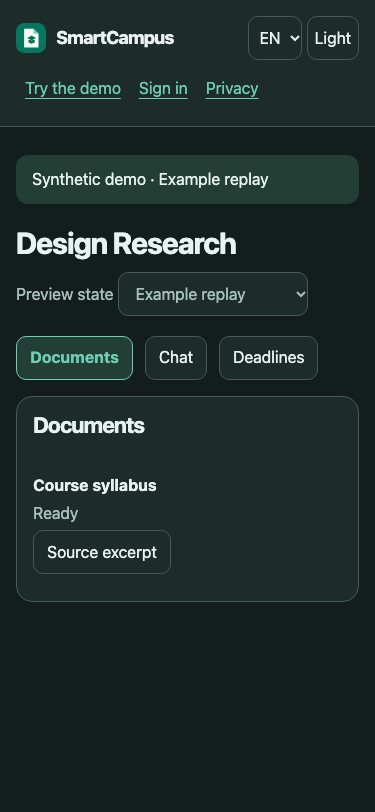 SmartCampus
EN
Light
Try the demo
Sign in
Privacy
Synthetic demo · Example replay
Design Research
Preview state
Example replay
Documents
Chat
Deadlines
Documents
Course syllabus
Ready
Source excerpt